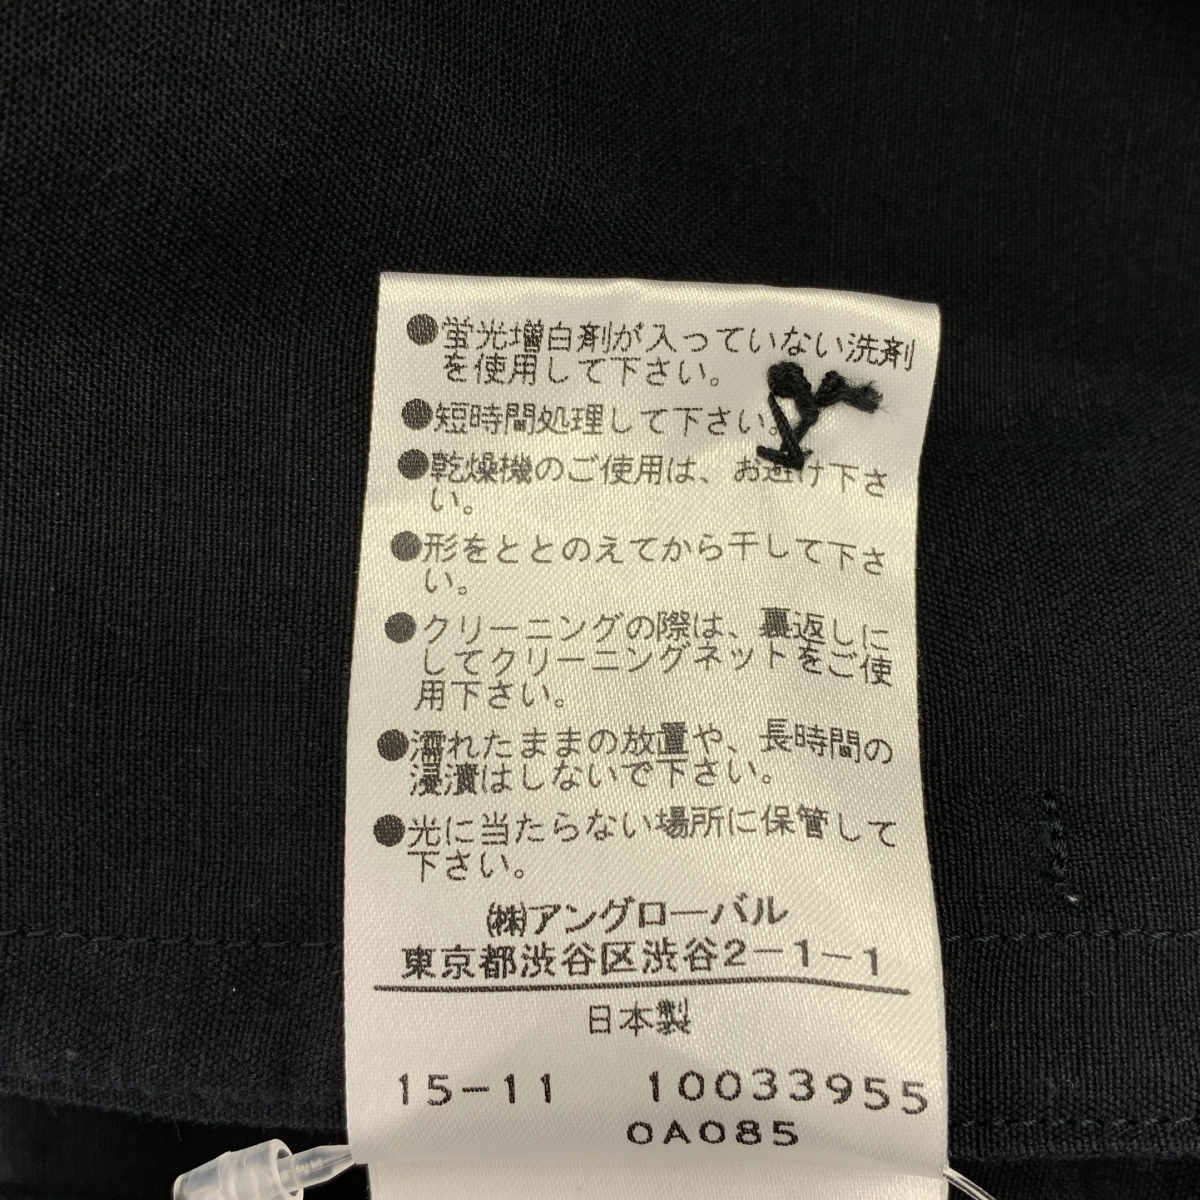 ●蛍光増白剤が入っていない洗剤
を使用して下さい。
●短時間処理して下さい。
●乾燥機のご使用は、お避け下さ
い。
●形をととのえてから干して下さ
い。
●クリーニングの際は、裏返しに
してクリーニングネットをご使
用下さい。
●濡れたままの放置や、長時間の
浸漬はしないで下さい。
●光に当たらない場所に保管して
下さい。
㈱アングローバル
東京都渋谷区渋谷2-1-1
日本製
15-11 10033955
0A085